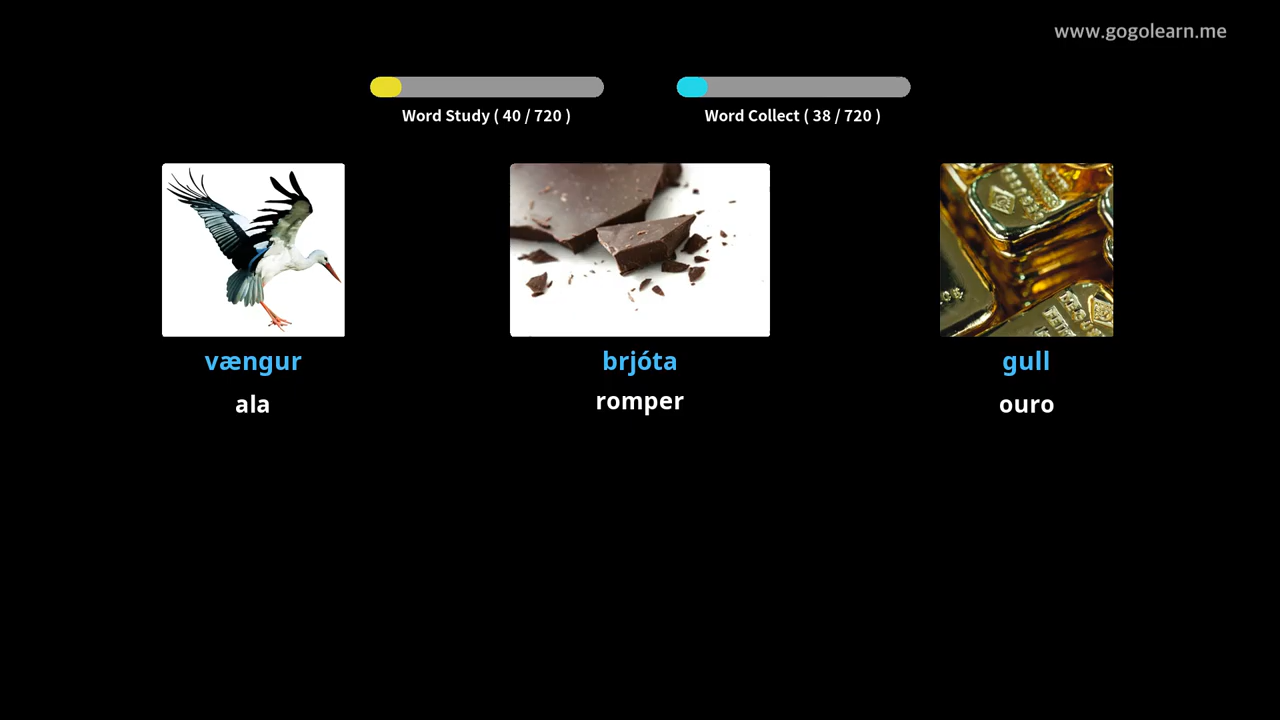 www.gogolearn.me
Word Study ( 40 / 720 )
Word Collect ( 38 / 720 )
vængur
brjóta
gull
ala
romper
ouro